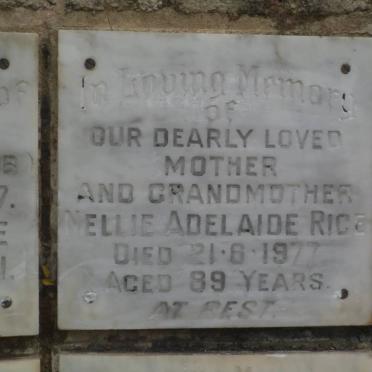 In Loving Memory
of
OUR DEARLY LOVED
MOTHER
AND GRANDMOTHER
NELLIE ADELAIDE RICE
DIED 21·6·1977
AGED 89 YEARS.
AT REST.